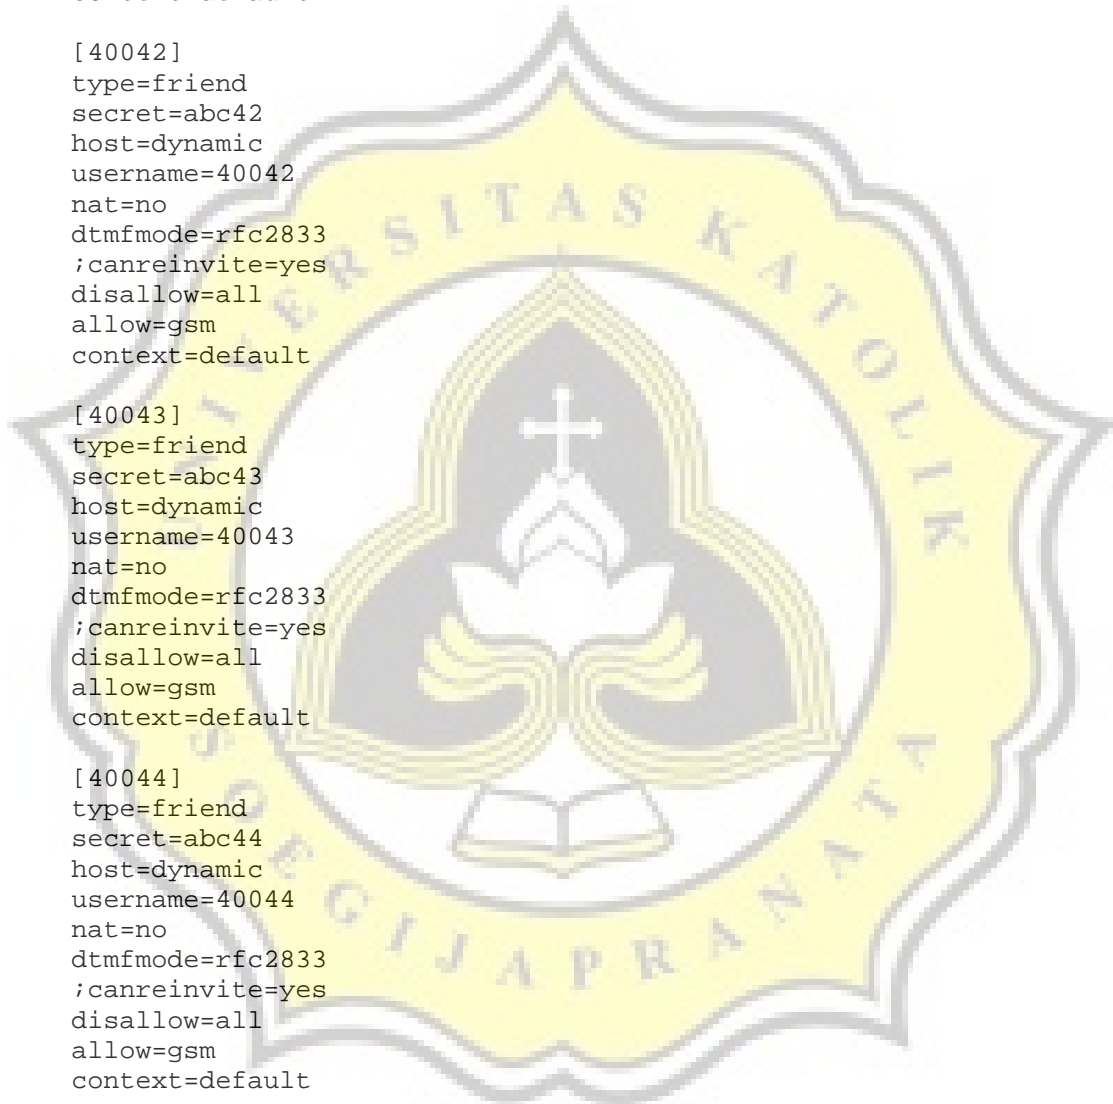 [40042]
type=friend
secret=abc42
host=dynamic
username=40042
nat=no
dtmfmode=rfc2833
;canreinvite=yes
disallow=all
allow=gsm
context=default
[40043]
type=friend
secret=abc43
host=dynamic
username=40043
nat=no
dtmfmode=rfc2833
;canreinvite=yes
disallow=all
allow=gsm
context=default
[40044]
type=friend
secret=abc44
host=dynamic
username=40044
nat=no
dtmfmode=rfc2833
;canreinvite=yes
disallow=all
allow=gsm
context=default
UNIVERSITAS KATOLIK
SOEGIJAPRANATA